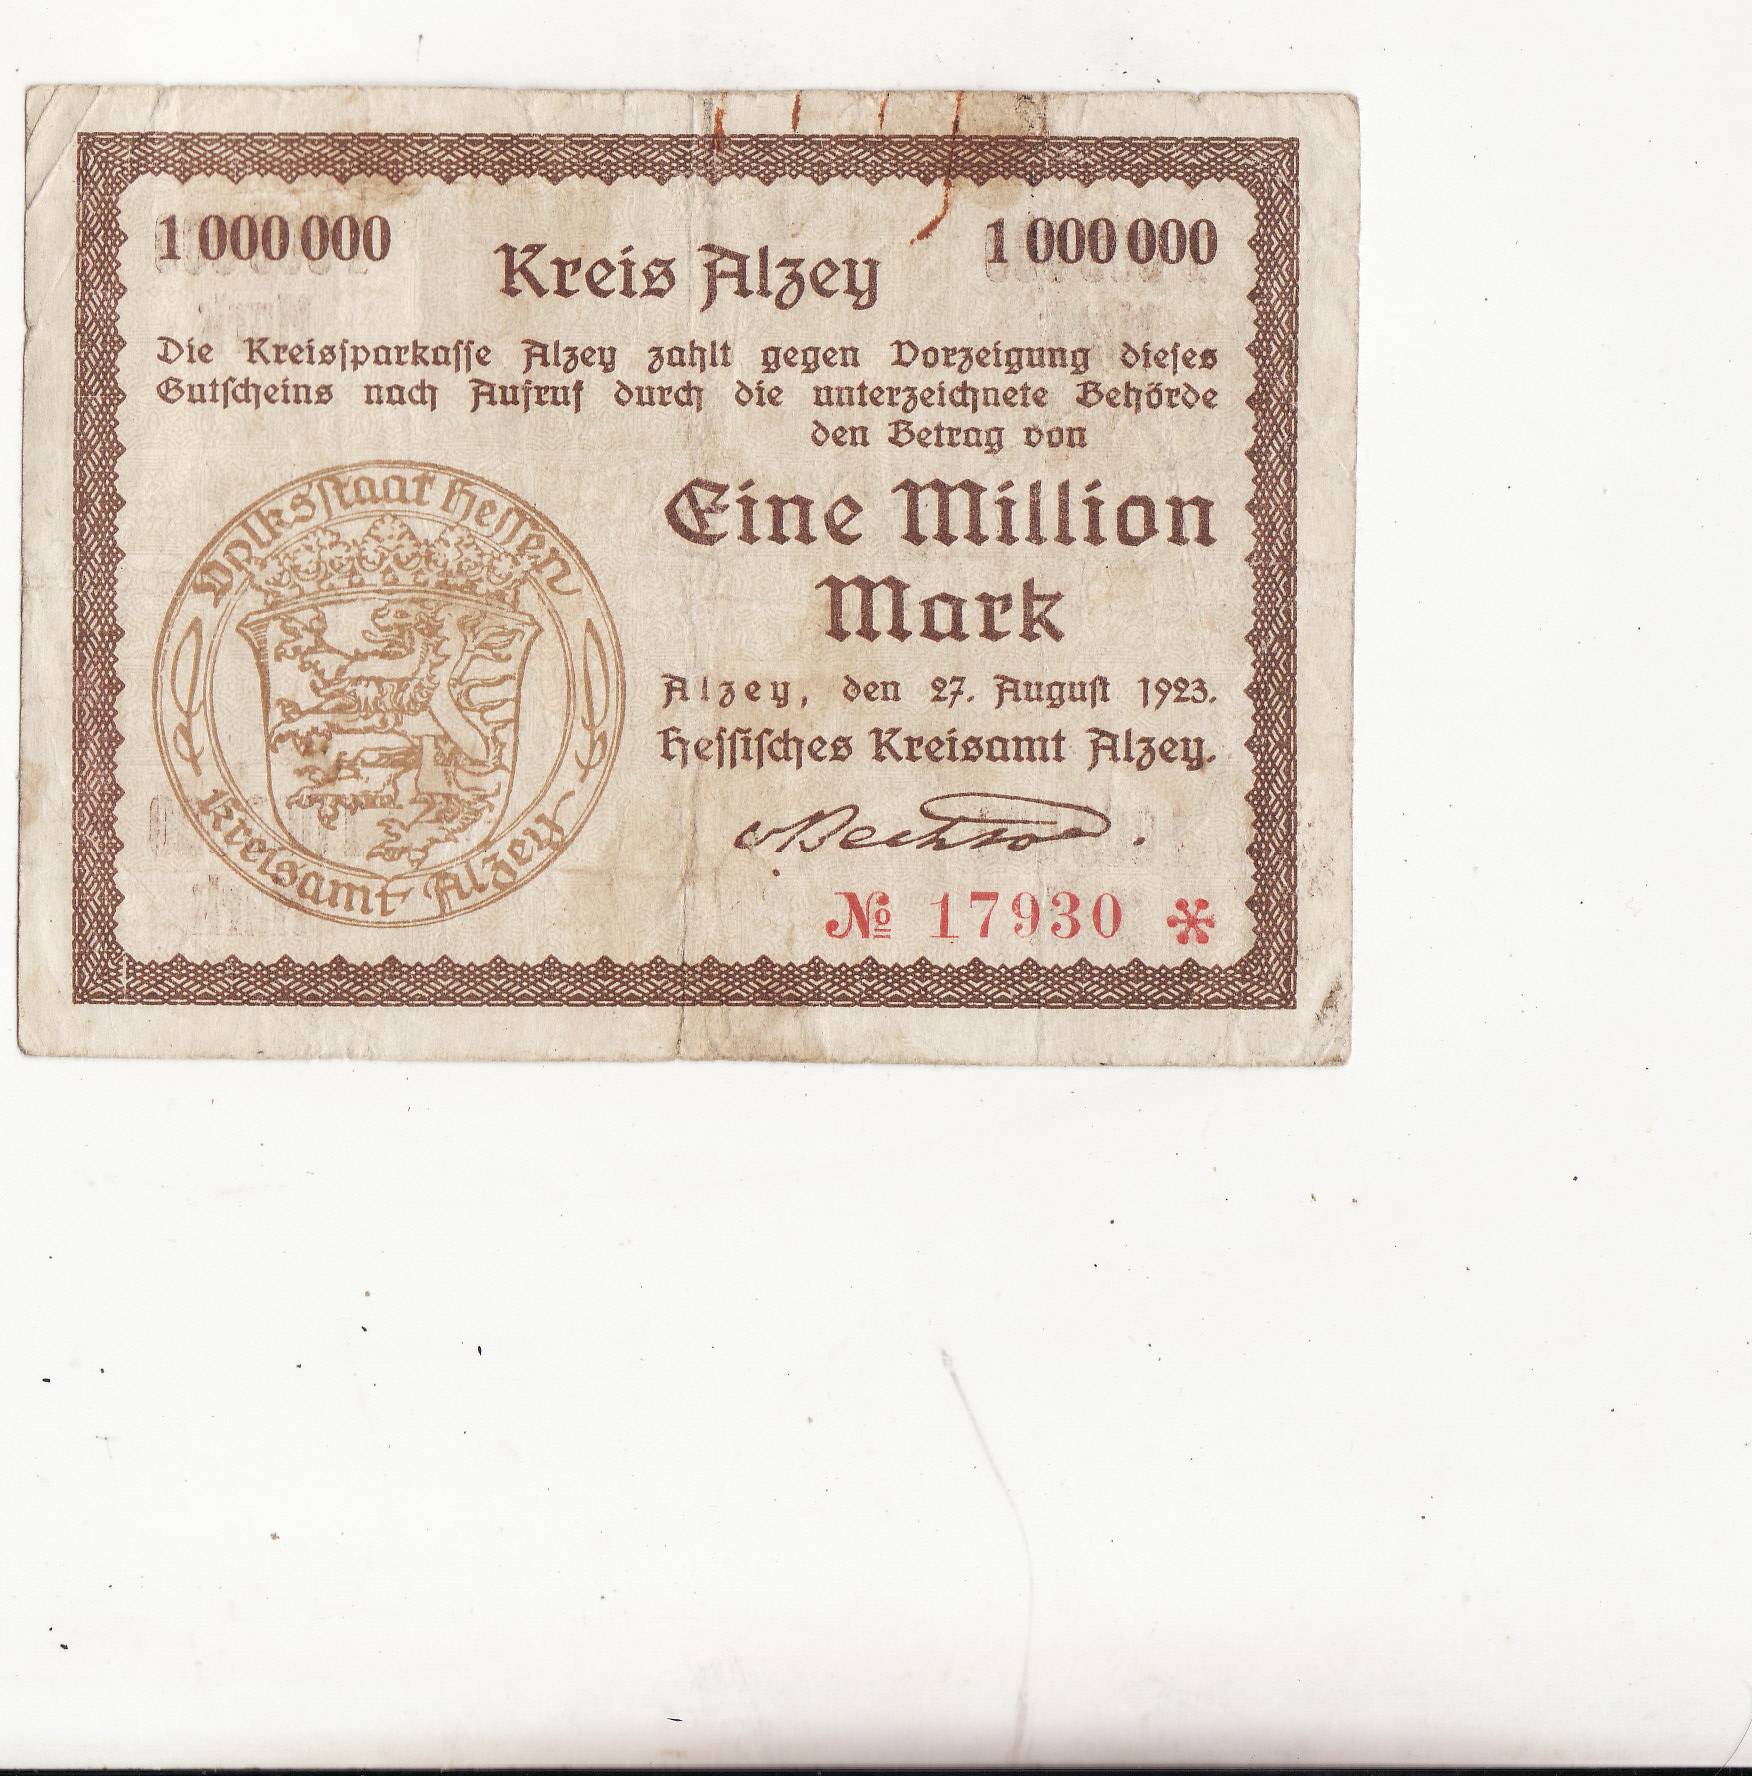 1 000 000 1 000 000
Kreis Alzey
Die Kreissparkasse Alzey zahlt gegen Vorzeigung dieses
Gutscheins nach Aufruf durch die unterzeichnete Behörde
den Betrag von
Eine Million
Mark
Alzey, den 27. August 1923.
Hessisches Kreisamt Alzey.
№ 17930 *
Volksstaat Hessen
Kreisamt Alzey